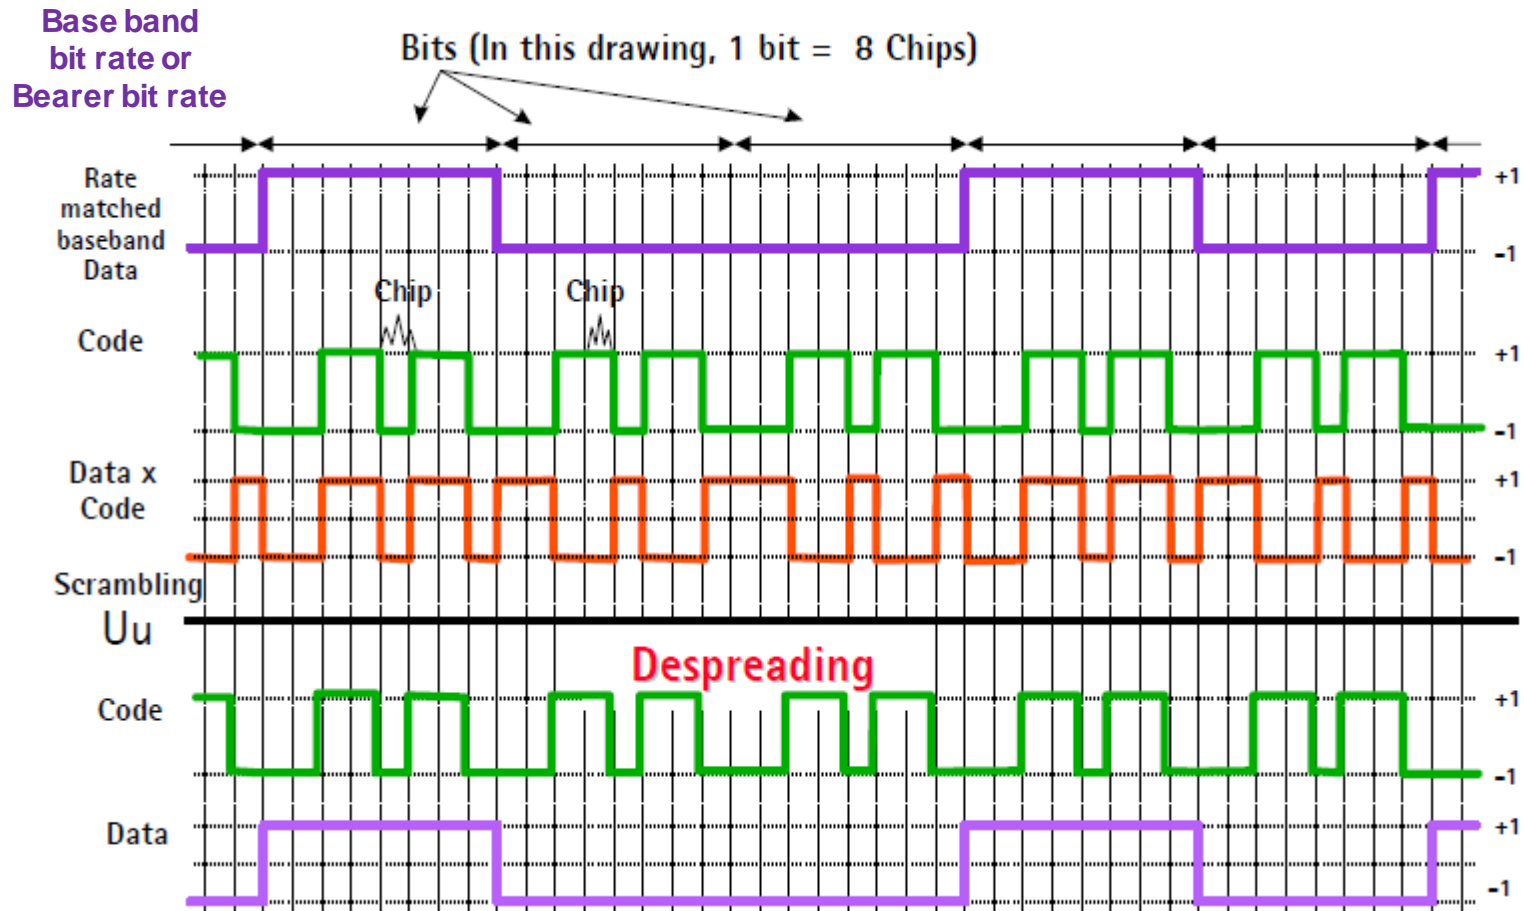 Base band
bit rate or
Bearer bit rate
Bits (In this drawing, 1 bit = 8 Chips)
Rate
matched
baseband
Data
+1
-1
Chip
Chip
Code
+1
-1
Data x
Code
+1
-1
Scrambling
Uu
Despreading
Code
+1
-1
Data
+1
-1